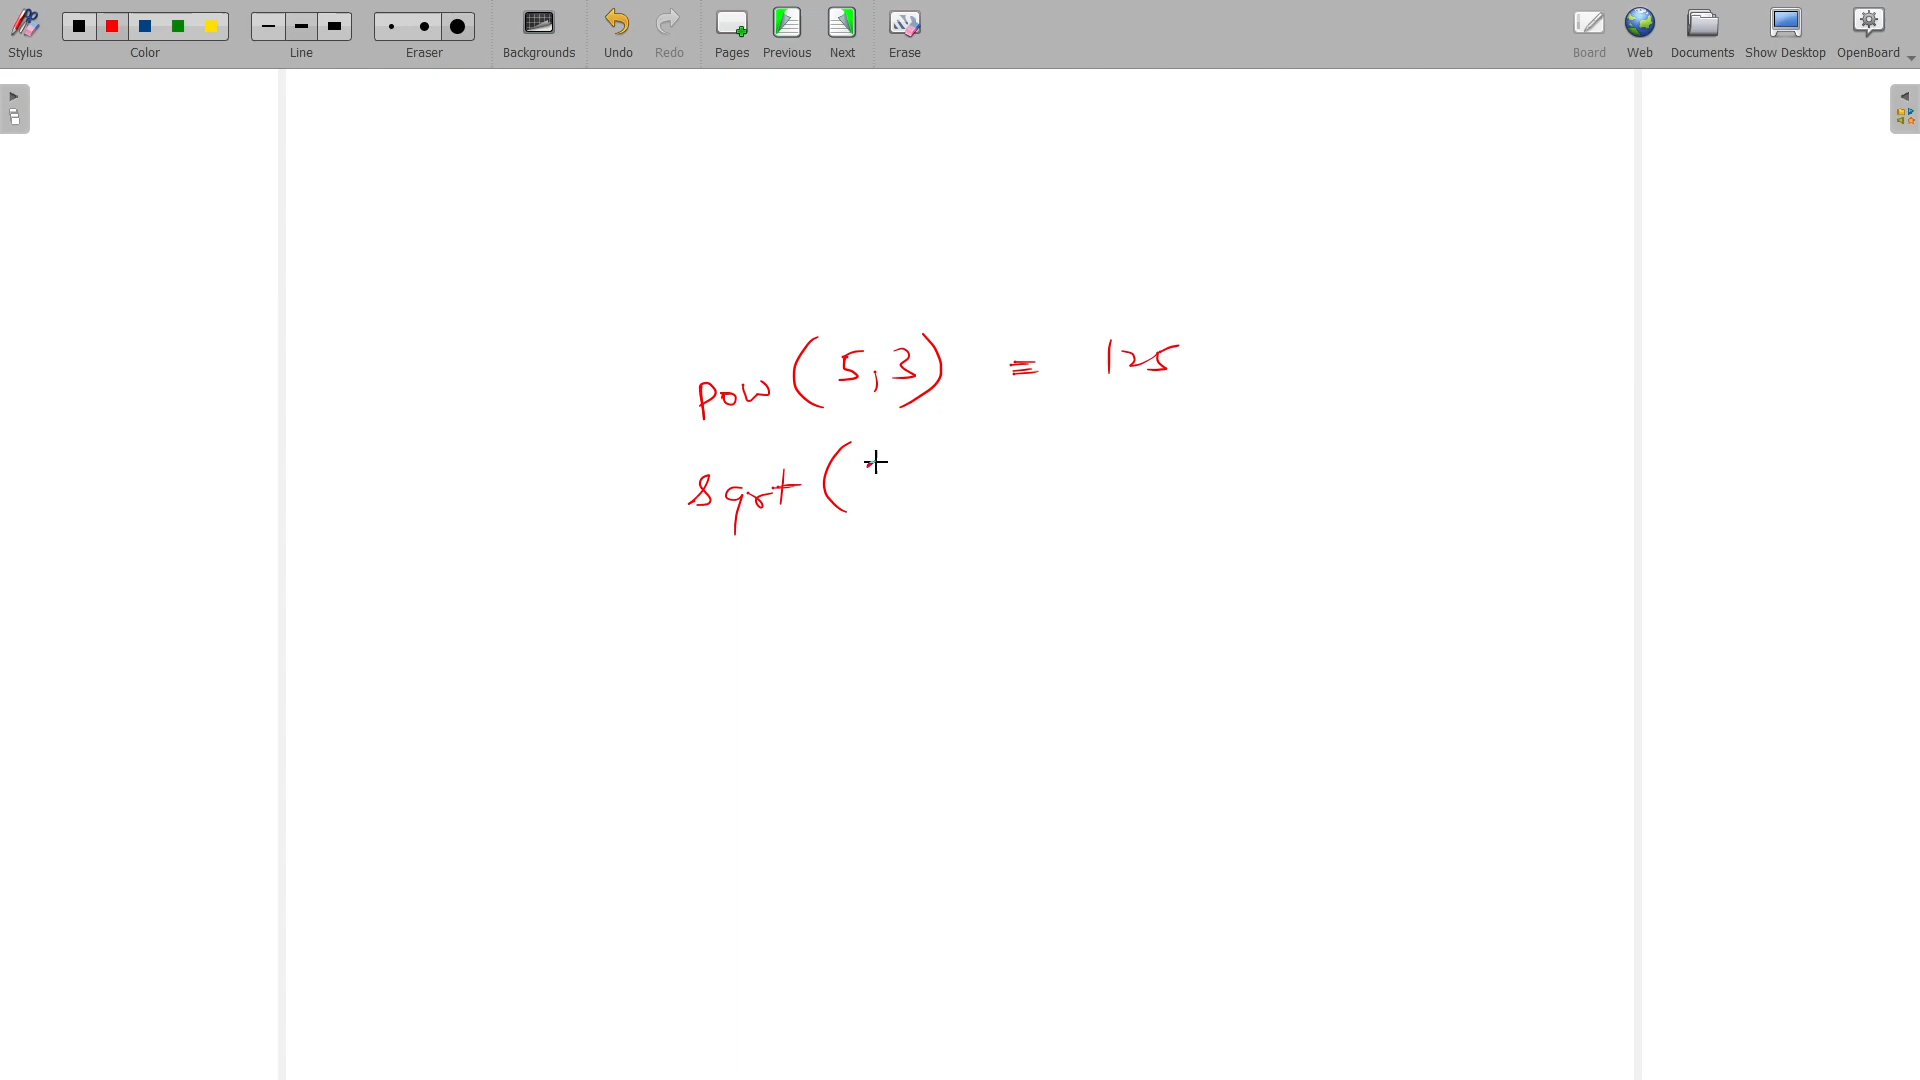 Stylus Color Line Eraser Backgrounds Undo Redo Pages Previous Next Erase Board Web Documents Show Desktop OpenBoard
pow ( 5, 3 ) ≡ 125
sqrt (